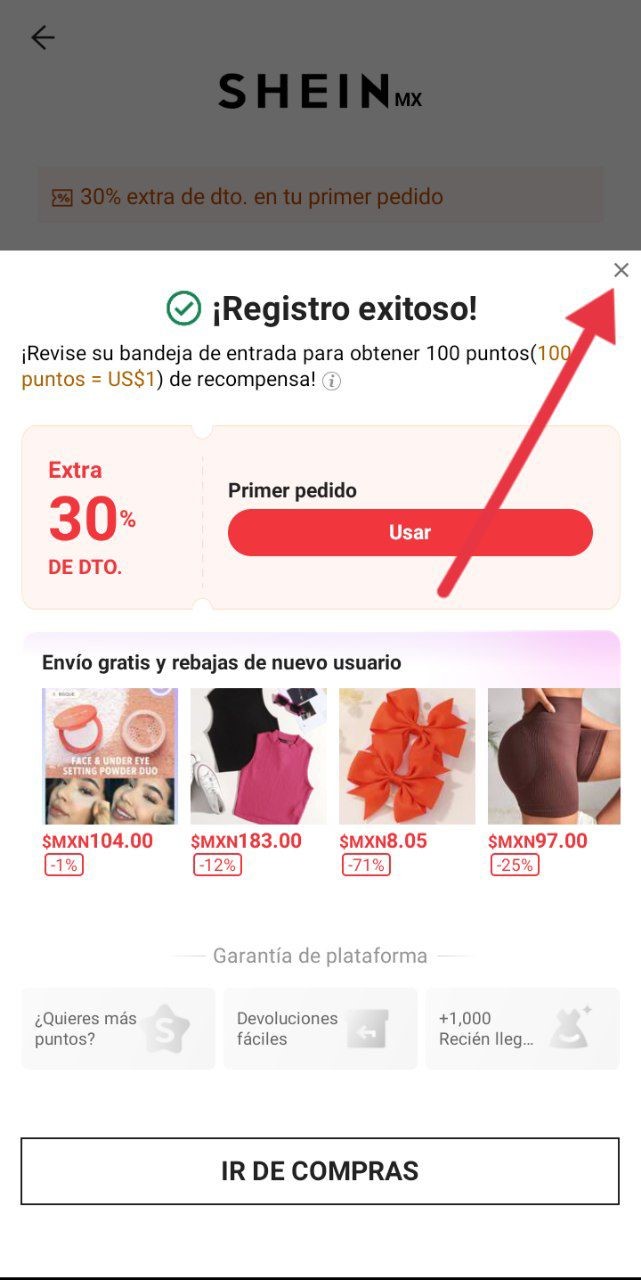 SHEIN MX
30% extra de dto. en tu primer pedido
¡Registro exitoso!
¡Revise su bandeja de entrada para obtener 100 puntos(100
puntos = US$1) de recompensa!
Extra
30%
DE DTO.
Primer pedido
Usar
Envío gratis y rebajas de nuevo usuario
BISQUE
FACE & UNDER EYE
SETTING POWDER DUO
$MXN104.00
-1%
$MXN183.00
-12%
$MXN8.05
-71%
$MXN97.00
-25%
Garantía de plataforma
¿Quieres más
puntos?
S
Devoluciones
fáciles
+1,000
Recién lleg...
IR DE COMPRAS